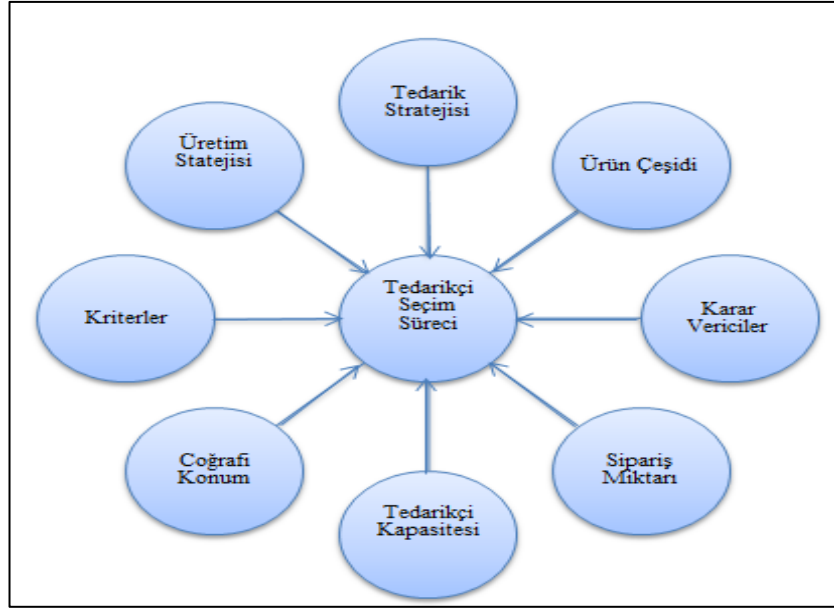 Tedarik
Stratejisi
Üretim
Statejisi
Ürün Çeşidi
Kriterler
Tedarikçi
Seçim
Süreci
Karar
Vericiler
Coğrafi
Konum
Tedarikçi
Kapasitesi
Sipariş
Miktarı